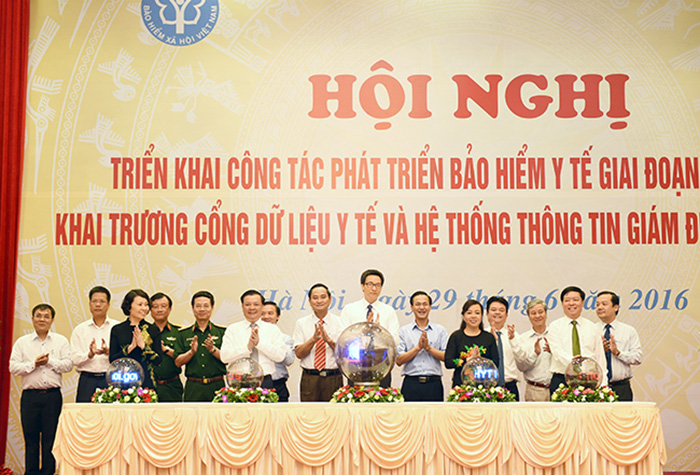 BẢO HIỂM XÃ HỘI VIỆT NAM
HỘI NGHỊ
TRIỂN KHAI CÔNG TÁC PHÁT TRIỂN BẢO HIỂM Y TẾ GIAI ĐOẠN
KHAI TRƯƠNG CỔNG DỮ LIỆU Y TẾ VÀ HỆ THỐNG THÔNG TIN GIÁM Đ
Hà Nội, ngày 29 tháng 6 năm 2016